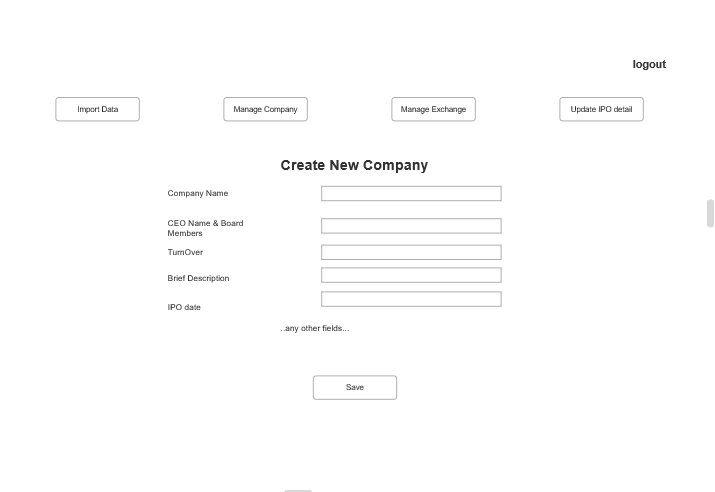 logout
Import Data
Manage Company
Manage Exchange
Update IPO detail
Create New Company
Company Name
CEO Name & Board
Members
TurnOver
Brief Description
IPO date
..any other fields...
Save